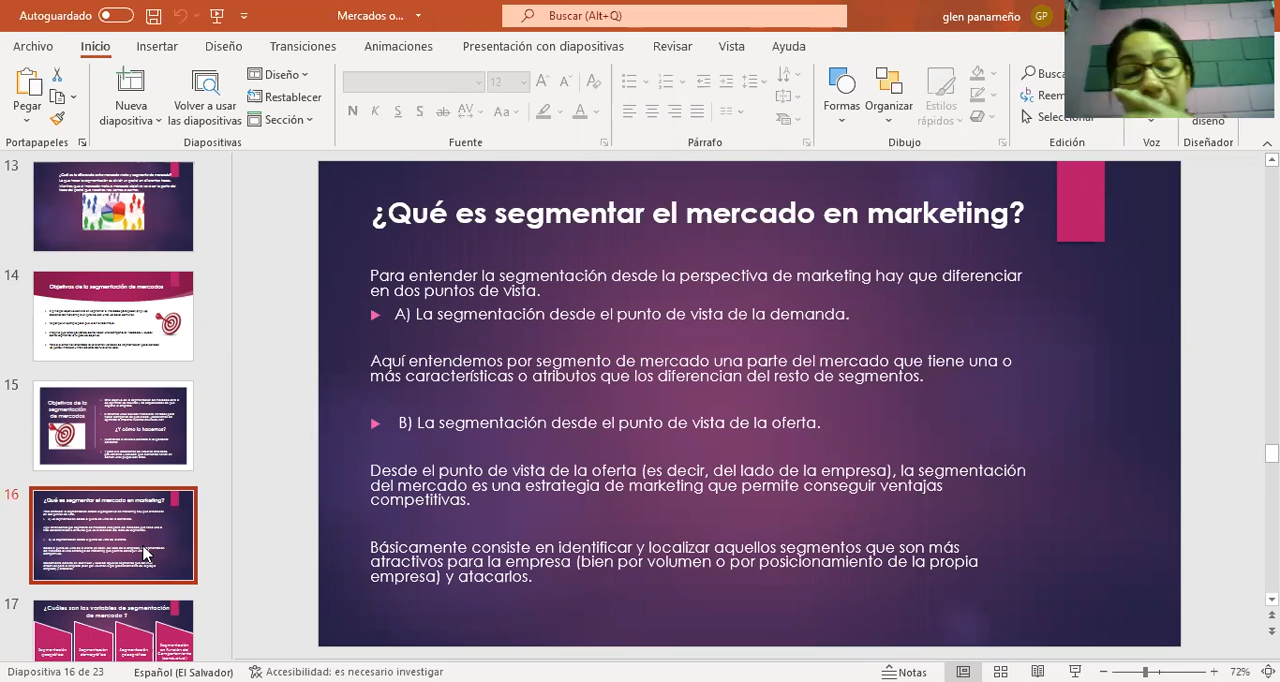 Autoguardado
Mercados o...
Buscar (Alt+Q)
glen panameño
GP
Archivo
Inicio
Insertar
Diseño
Transiciones
Animaciones
Presentación con diapositivas
Revisar
Vista
Ayuda
Pegar
Nueva
diapositiva
Volver a usar
las diapositivas
Diseño
Restablecer
Sección
12
N
K
S
S
ab
AV
Aa
A
Formas
Organizar
Estilos
rápidos
Seleccionar
diseño
Portapapeles
Diapositivas
Fuente
Párrafo
Dibujo
Edición
Voz
Diseñador
13
14
Objetivos de la segmentación de mercados
15
Objetivos de la
segmentación
de mercados
¿Y cómo lo hacemos?
16
¿Qué es segmentar el mercado en marketing?
17
¿Cuáles son las variables de segmentación
de mercado ?
¿Qué es segmentar el mercado en marketing?
Para entender la segmentación desde la perspectiva de marketing hay que diferenciar
en dos puntos de vista.
A) La segmentación desde el punto de vista de la demanda.
Aquí entendemos por segmento de mercado una parte del mercado que tiene una o
más características o atributos que los diferencian del resto de segmentos.
B) La segmentación desde el punto de vista de la oferta.
Desde el punto de vista de la oferta (es decir, del lado de la empresa), la segmentación
del mercado es una estrategia de marketing que permite conseguir ventajas
competitivas.
Básicamente consiste en identificar y localizar aquellos segmentos que son más
atractivos para la empresa (bien por volumen o por posicionamiento de la propia
empresa) y atacarlos.
Diapositiva 16 de 23
Español (El Salvador)
Accesibilidad: es necesario investigar
Notas
72%